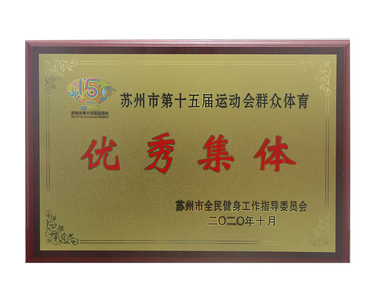 15
苏州市第十五届运动会群众体育
优秀集体
苏州市全民健身工作指导委员会
二〇二〇年十月